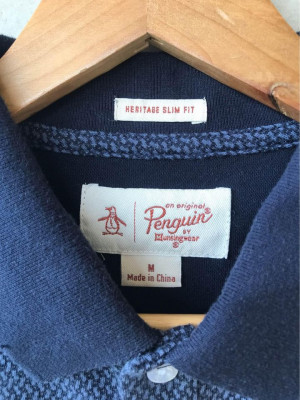 HERITAGE SLIM FIT
an original
Penguin®
BY
Munsingwear
®
M
Made in China